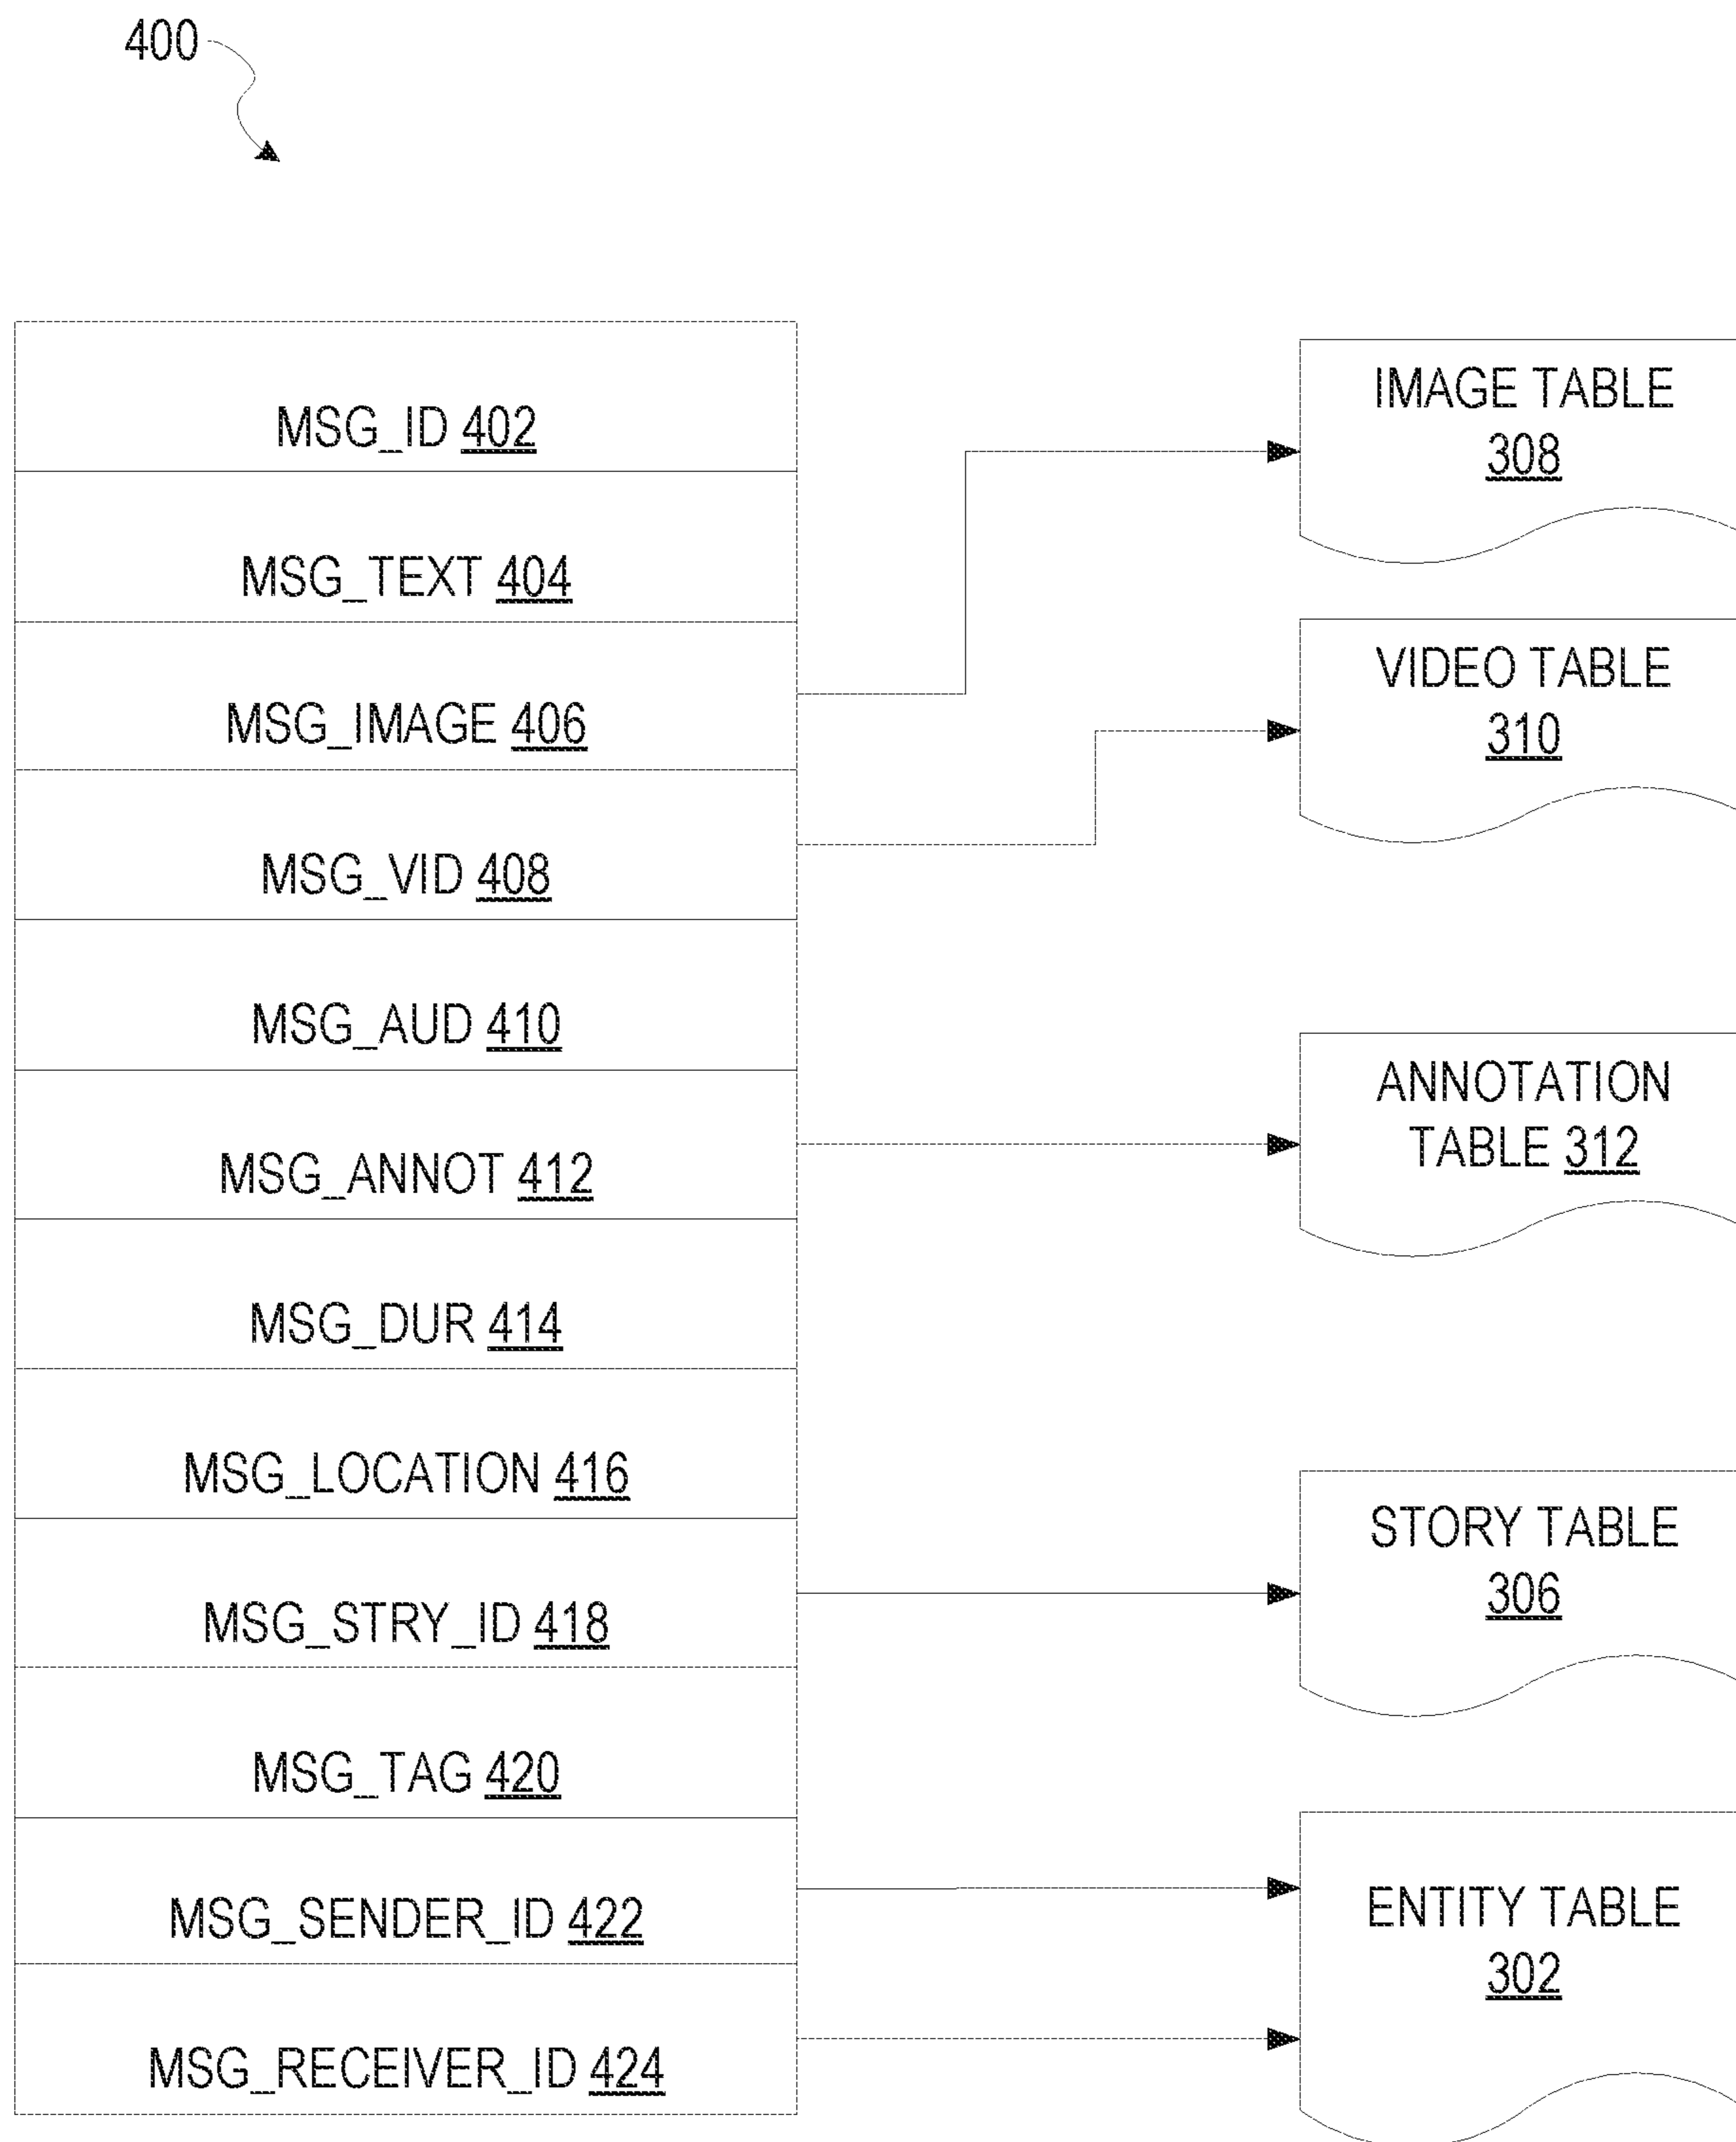 400
MSG_ID 402
MSG_TEXT 404
MSG_IMAGE 406
MSG_VID 408
MSG_AUD 410
MSG_ANNOT 412
MSG_DUR 414
MSG_LOCATION 416
MSG_STRY_ID 418
MSG_TAG 420
MSG_SENDER_ID 422
MSG_RECEIVER_ID 424
IMAGE TABLE
308
VIDEO TABLE
310
ANNOTATION
TABLE 312
STORY TABLE
306
ENTITY TABLE
302